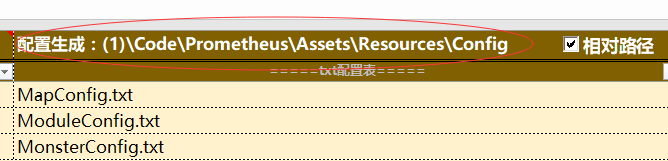 配置生成：(1)\Code\Prometheus\Assets\Resources\Config 相对路径
=====txt配置表=====
MapConfig.txt
ModuleConfig.txt
MonsterConfig.txt